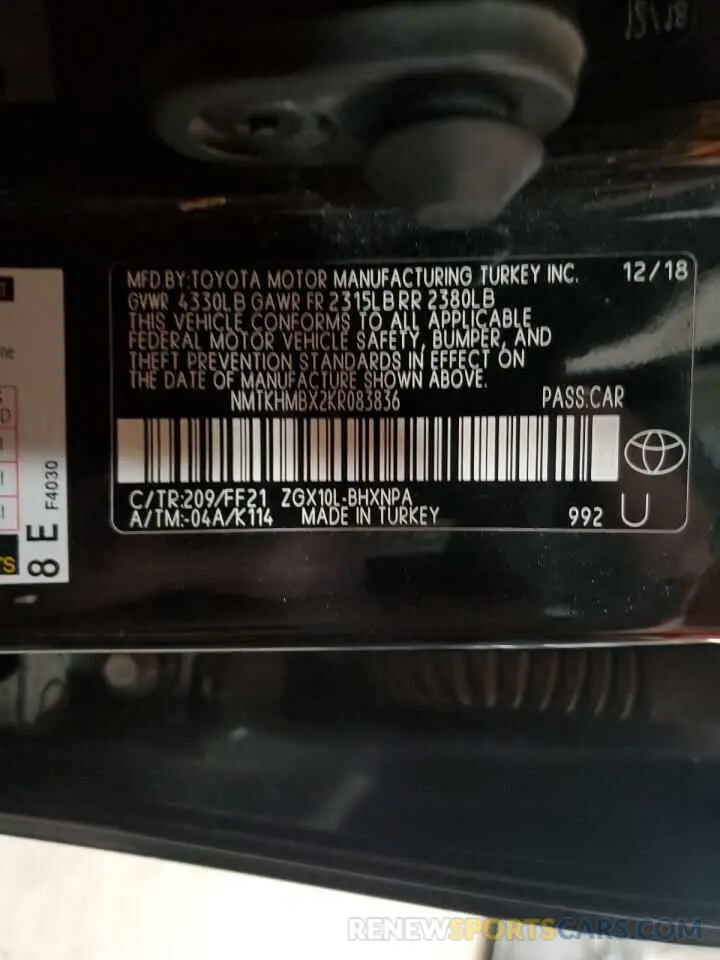 MFD.BY:TOYOTA MOTOR MANUFACTURING TURKEY INC. 12/18
GVWR 4330LB GAWR FR 2315LB RR 2380LB
THIS VEHICLE CONFORMS TO ALL APPLICABLE
FEDERAL MOTOR VEHICLE SAFETY, BUMPER, AND
THEFT PREVENTION STANDARDS IN EFFECT ON
THE DATE OF MANUFACTURE SHOWN ABOVE.
NMTKHMBX2KR083836 PASS.CAR
C/TR:209/FF21 ZGX10L-BHXNPA
A/TM:-04A/K114 MADE IN TURKEY 992 U
8 E F4030
RENEWSPORTSCARS.COM